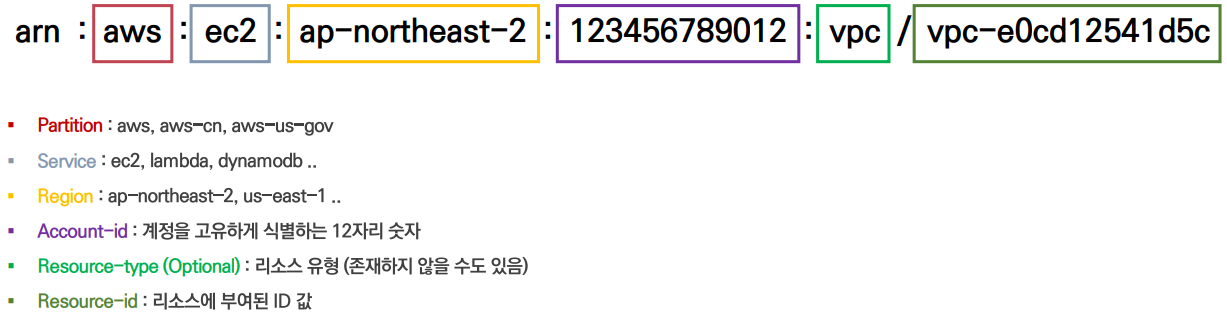 arn : aws : ec2 : ap-northeast-2 : 123456789012 : vpc / vpc-e0cd12541d5c
▪ Partition : aws, aws-cn, aws-us-gov
▪ Service : ec2, lambda, dynamodb ..
▪ Region : ap-northeast-2, us-east-1 ..
▪ Account-id : 계정을 고유하게 식별하는 12자리 숫자
▪ Resource-type (Optional) : 리소스 유형 (존재하지 않을 수도 있음)
▪ Resource-id : 리소스에 부여된 ID 값